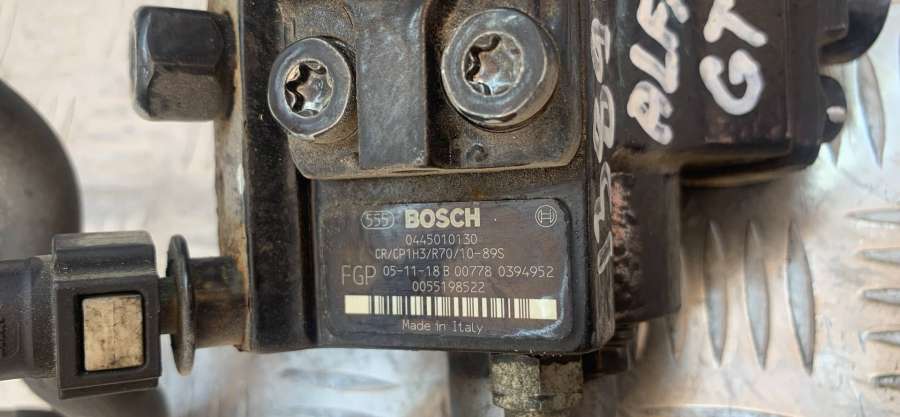 555 BOSCH
0445010130
CR/CP1H3/R70/10-89S
FGP 05-11-18 B 00778 0394952
0055198522
Made in Italy
GT